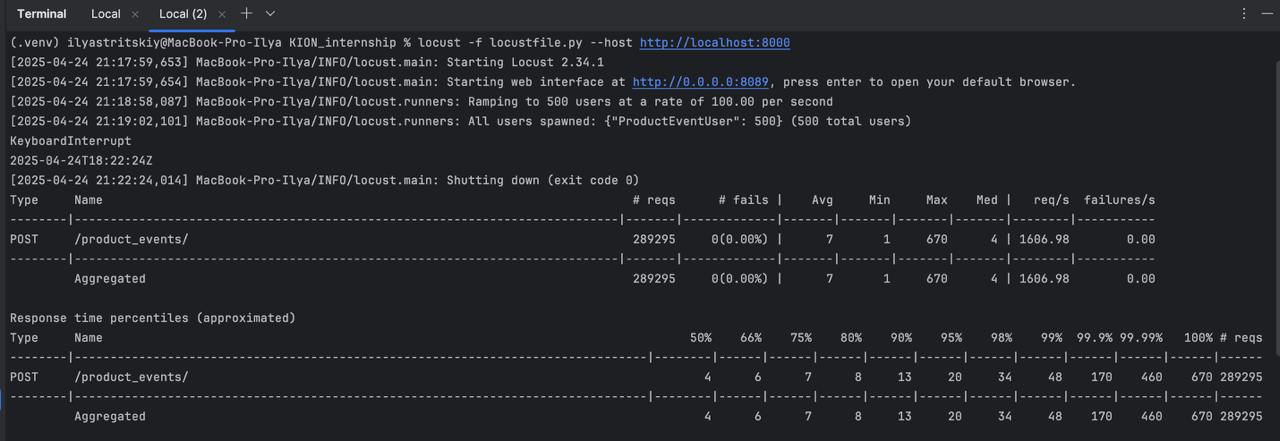 Terminal Local × Local (2) ×
(.venv) ilyastritskiy@MacBook-Pro-Ilya KION_internship % locust -f locustfile.py --host http://localhost:8000
[2025-04-24 21:17:59,653] MacBook-Pro-Ilya/INFO/locust.main: Starting Locust 2.34.1
[2025-04-24 21:17:59,654] MacBook-Pro-Ilya/INFO/locust.main: Starting web interface at http://0.0.0.0:8089, press enter to open your default browser.
[2025-04-24 21:18:58,087] MacBook-Pro-Ilya/INFO/locust.runners: Ramping to 500 users at a rate of 100.00 per second
[2025-04-24 21:19:02,101] MacBook-Pro-Ilya/INFO/locust.runners: All users spawned: {"ProductEventUser": 500} (500 total users)
KeyboardInterrupt
2025-04-24T18:22:24Z
[2025-04-24 21:22:24,014] MacBook-Pro-Ilya/INFO/locust.main: Shutting down (exit code 0)
Type Name # reqs # fails | Avg Min Max Med | req/s failures/s
POST /product_events/ 289295 0(0.00%) | 7 1 670 4 | 1606.98 0.00
Aggregated 289295 0(0.00%) | 7 1 670 4 | 1606.98 0.00
Response time percentiles (approximated)
Type Name 50% 66% 75% 80% 90% 95% 98% 99% 99.9% 99.99% 100% # reqs
POST /product_events/ 4 6 7 8 13 20 34 48 170 460 670 289295
Aggregated 4 6 7 8 13 20 34 48 170 460 670 289295